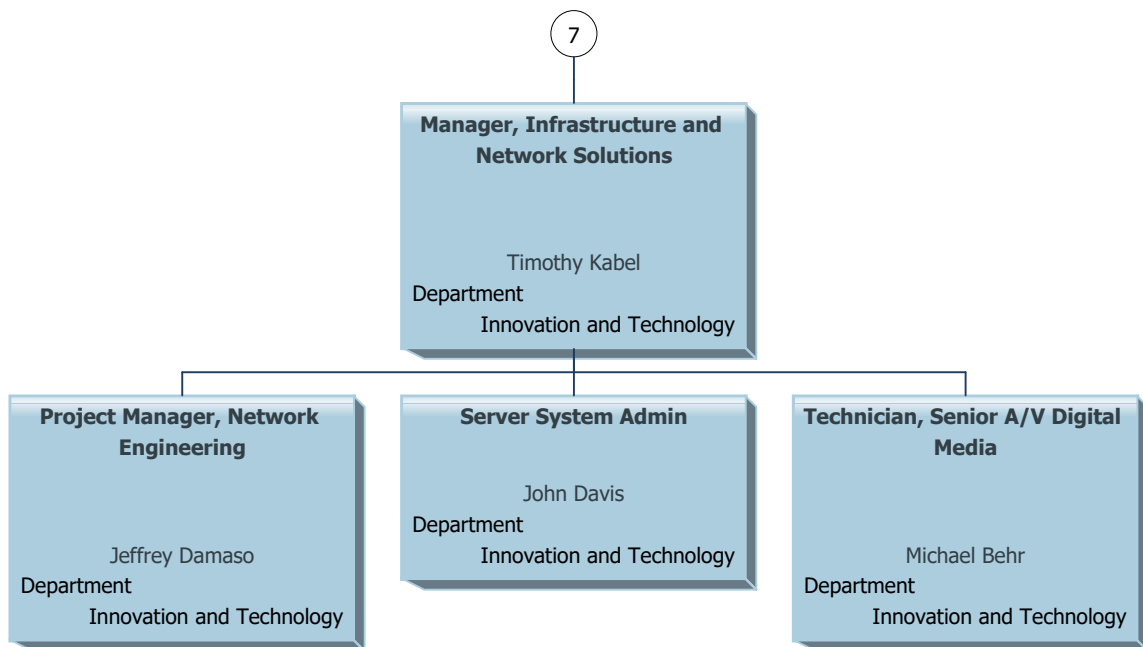 7
Manager, Infrastructure and
Network Solutions
Timothy Kabel
Department
Innovation and Technology
Project Manager, Network
Engineering
Jeffrey Damaso
Department
Innovation and Technology
Server System Admin
John Davis
Department
Innovation and Technology
Technician, Senior A/V Digital
Media
Michael Behr
Department
Innovation and Technology